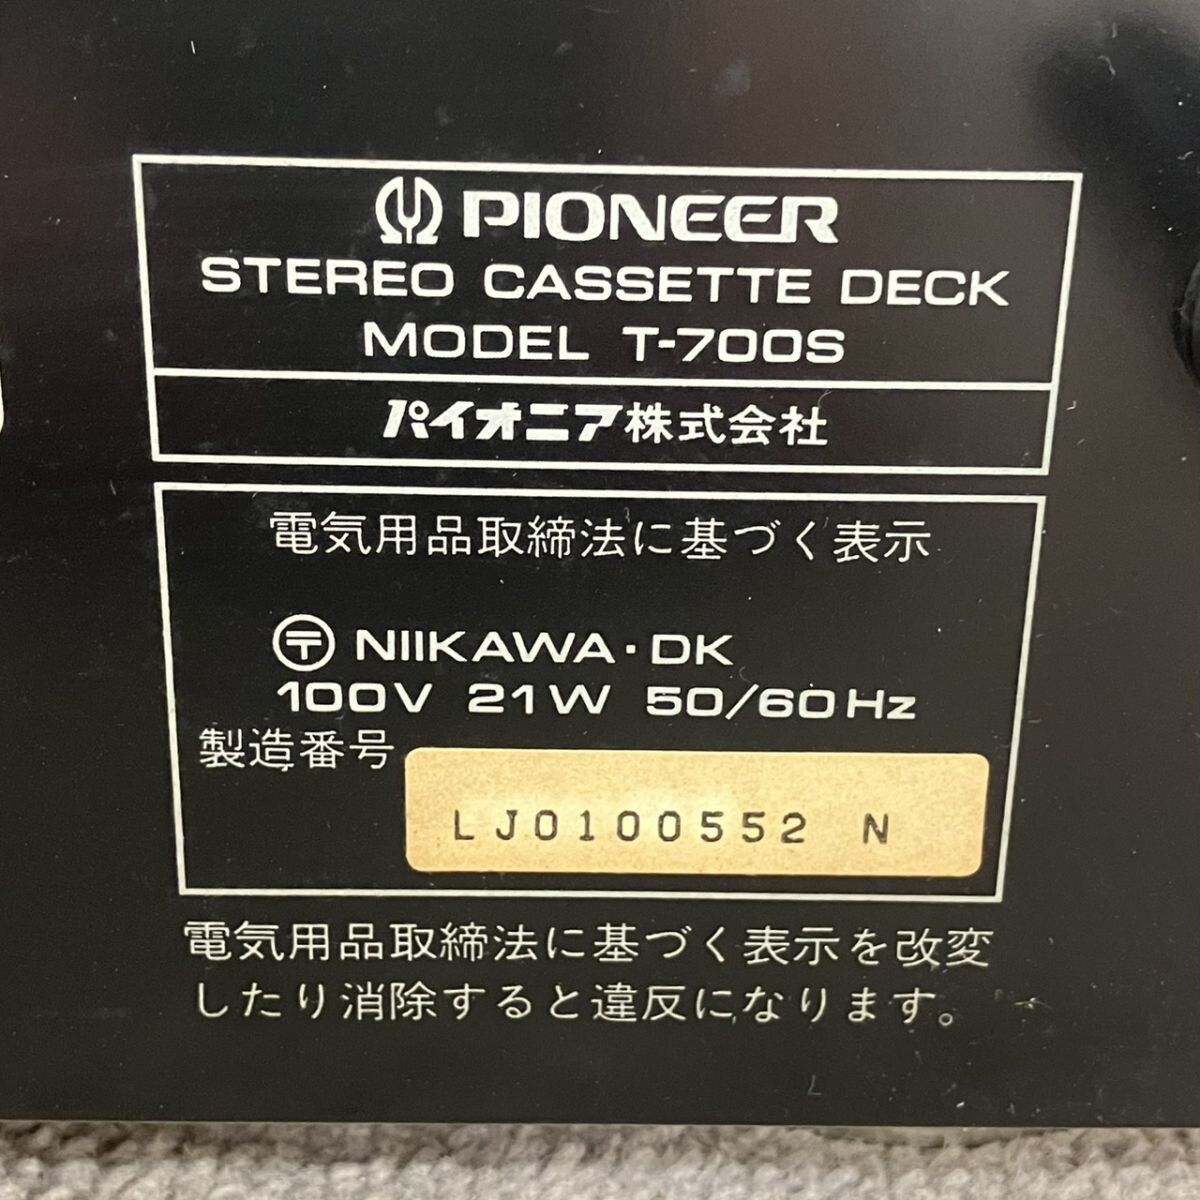 PIONEER
STEREO CASSETTE DECK
MODEL T-700S
パイオニア株式会社
電気用品取締法に基づく表示
〒 NIIKAWA・DK
100V 21W 50/60Hz
製造番号
LJ0100552 N
電気用品取締法に基づく表示を改変
したり消除すると違反になります。